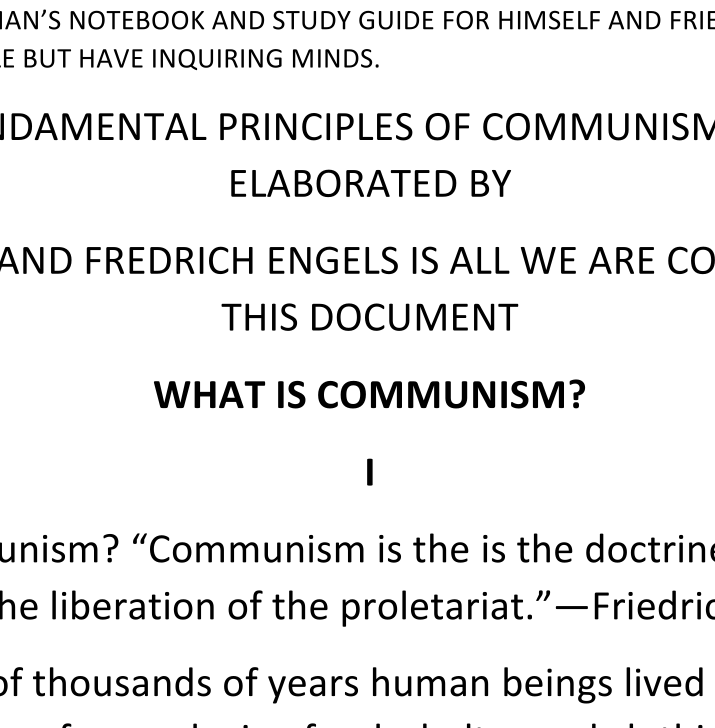 IAN’S NOTEBOOK AND STUDY GUIDE FOR HIMSELF AND FRIE
E BUT HAVE INQUIRING MINDS.
NDAMENTAL PRINCIPLES OF COMMUNISM
ELABORATED BY
AND FREDRICH ENGELS IS ALL WE ARE CO
THIS DOCUMENT
WHAT IS COMMUNISM?
I
unism? “Communism is the is the doctrine
he liberation of the proletariat.”—Friedric
of thousands of years human beings lived